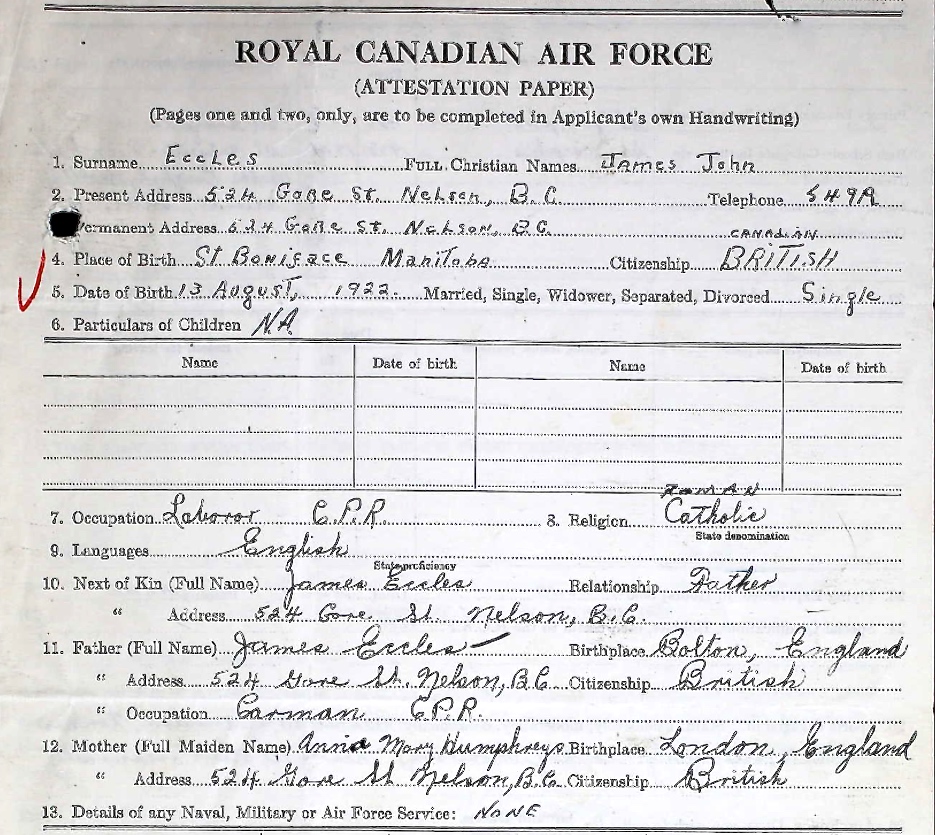 ROYAL CANADIAN AIR FORCE
(ATTESTATION PAPER)
(Pages one and two, only, are to be completed in Applicant's own Handwriting)
1. Surname Eccles FULL Christian Names James John
2. Present Address 524 Gore St. Nelson, B.C. Telephone 549A
Permanent Address 524 Gore St. Nelson, B.C.
CANADIAN
4. Place of Birth St Boniface Manitoba Citizenship BRITISH
5. Date of Birth 13 August, 1922. Married, Single, Widower, Separated, Divorced Single
6. Particulars of Children N.A.
Name Date of birth Name Date of birth
ROMAN
7. Occupation Laboror C.P.R. 8. Religion Catholic
State denomination
9. Languages English
State proficiency
10. Next of Kin (Full Name) James Eccles Relationship Father
" Address 524 Gore St. Nelson, B.C.
11. Father (Full Name) James Eccles Birthplace Bolton, England
" Address 524 Gore St. Nelson, B.C. Citizenship British
" Occupation Carman C.P.R.
12. Mother (Full Maiden Name) Annie Mary Humphreys Birthplace London, England
" Address 524 Gore St Nelson, B.C. Citizenship British
13. Details of any Naval, Military or Air Force Service: NONE